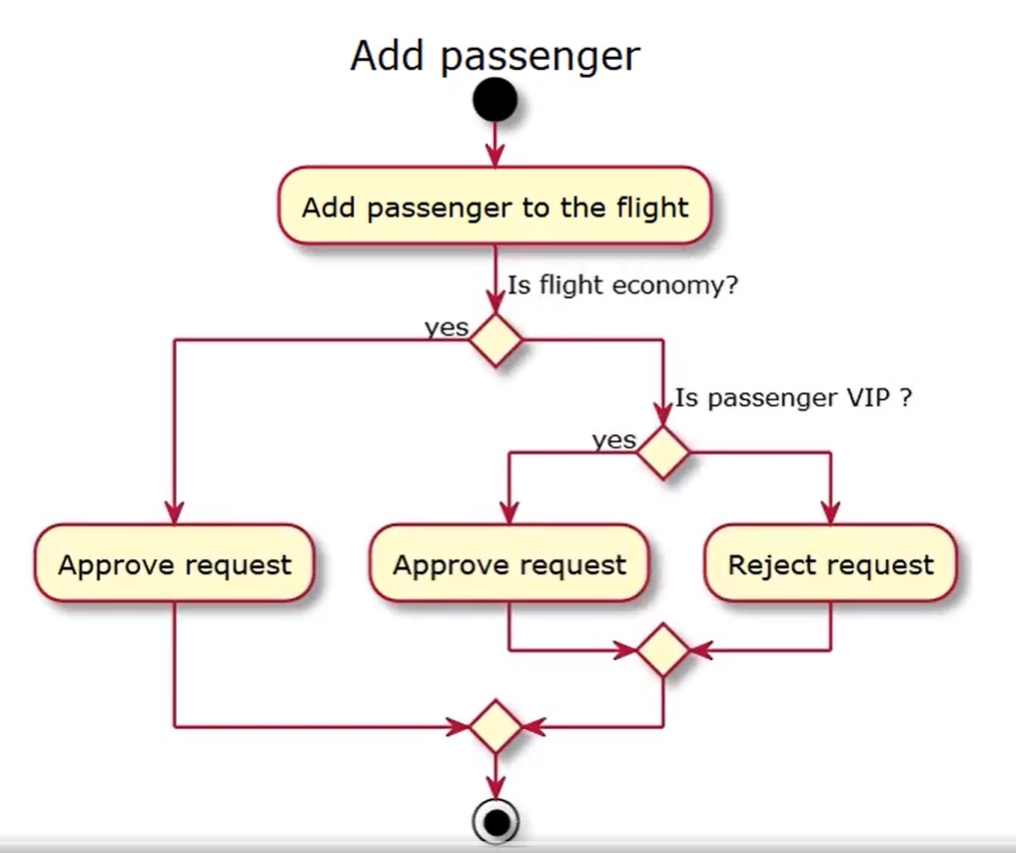 Add passenger
Add passenger to the flight
Is flight economy?
yes
Is passenger VIP ?
yes
Approve request
Approve request
Reject request